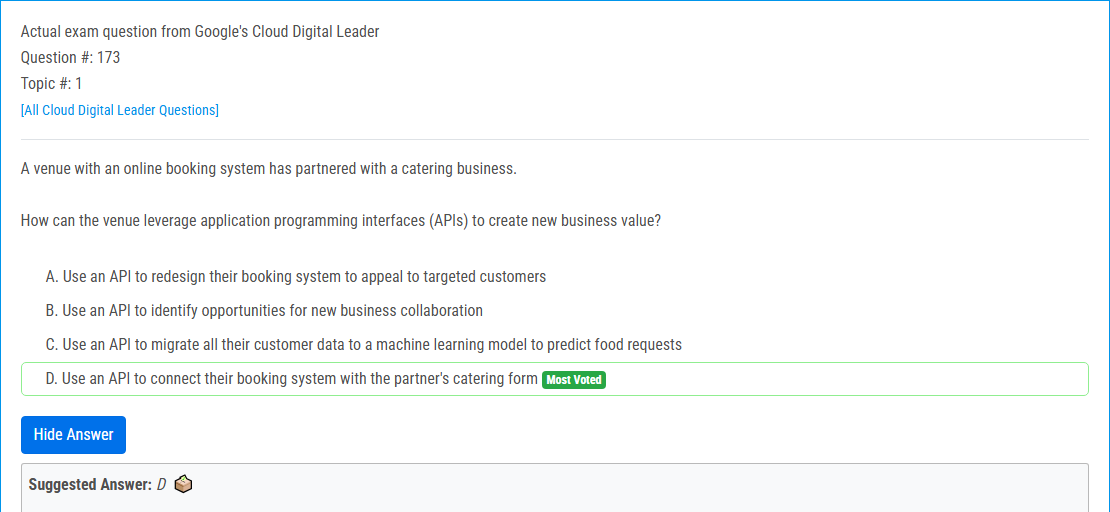 Actual exam question from Google's Cloud Digital Leader
Question #: 173
Topic #: 1
[All Cloud Digital Leader Questions]
A venue with an online booking system has partnered with a catering business.
How can the venue leverage application programming interfaces (APIs) to create new business value?
A. Use an API to redesign their booking system to appeal to targeted customers
B. Use an API to identify opportunities for new business collaboration
C. Use an API to migrate all their customer data to a machine learning model to predict food requests
D. Use an API to connect their booking system with the partner's catering form Most Voted
Hide Answer
Suggested Answer: D